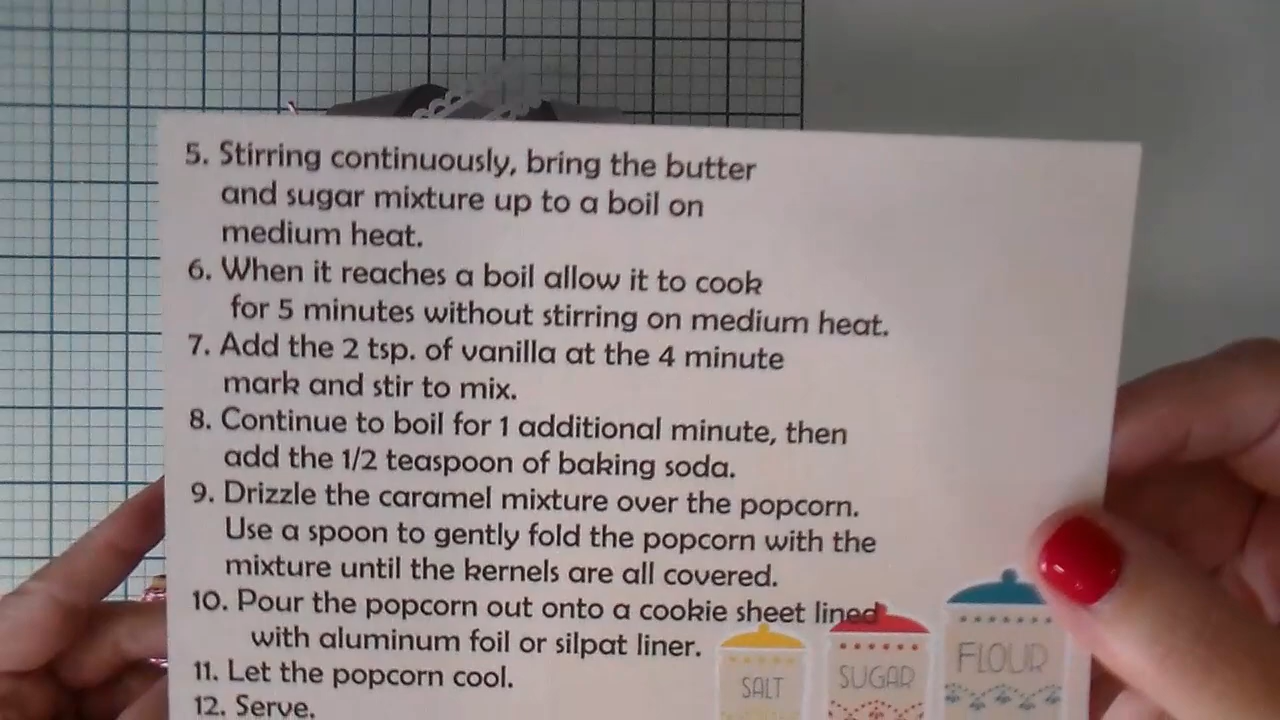 5. Stirring continuously, bring the butter
and sugar mixture up to a boil on
medium heat.
6. When it reaches a boil allow it to cook
for 5 minutes without stirring on medium heat.
7. Add the 2 tsp. of vanilla at the 4 minute
mark and stir to mix.
8. Continue to boil for 1 additional minute, then
add the 1/2 teaspoon of baking soda.
9. Drizzle the caramel mixture over the popcorn.
Use a spoon to gently fold the popcorn with the
mixture until the kernels are all covered.
10. Pour the popcorn out onto a cookie sheet lined
with aluminum foil or silpat liner.
11. Let the popcorn cool.
12. Serve.
SALT
SUGAR
FLOUR